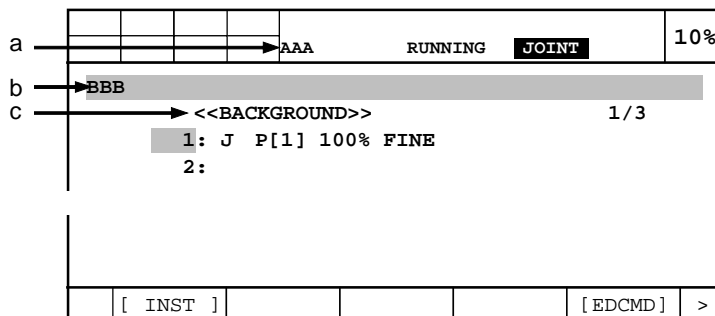 a AAA RUNNING JOINT 10%
b BBB
c <<BACKGROUND>> 1/3
1: J P[1] 100% FINE
2:
[ INST ] [EDCMD] >